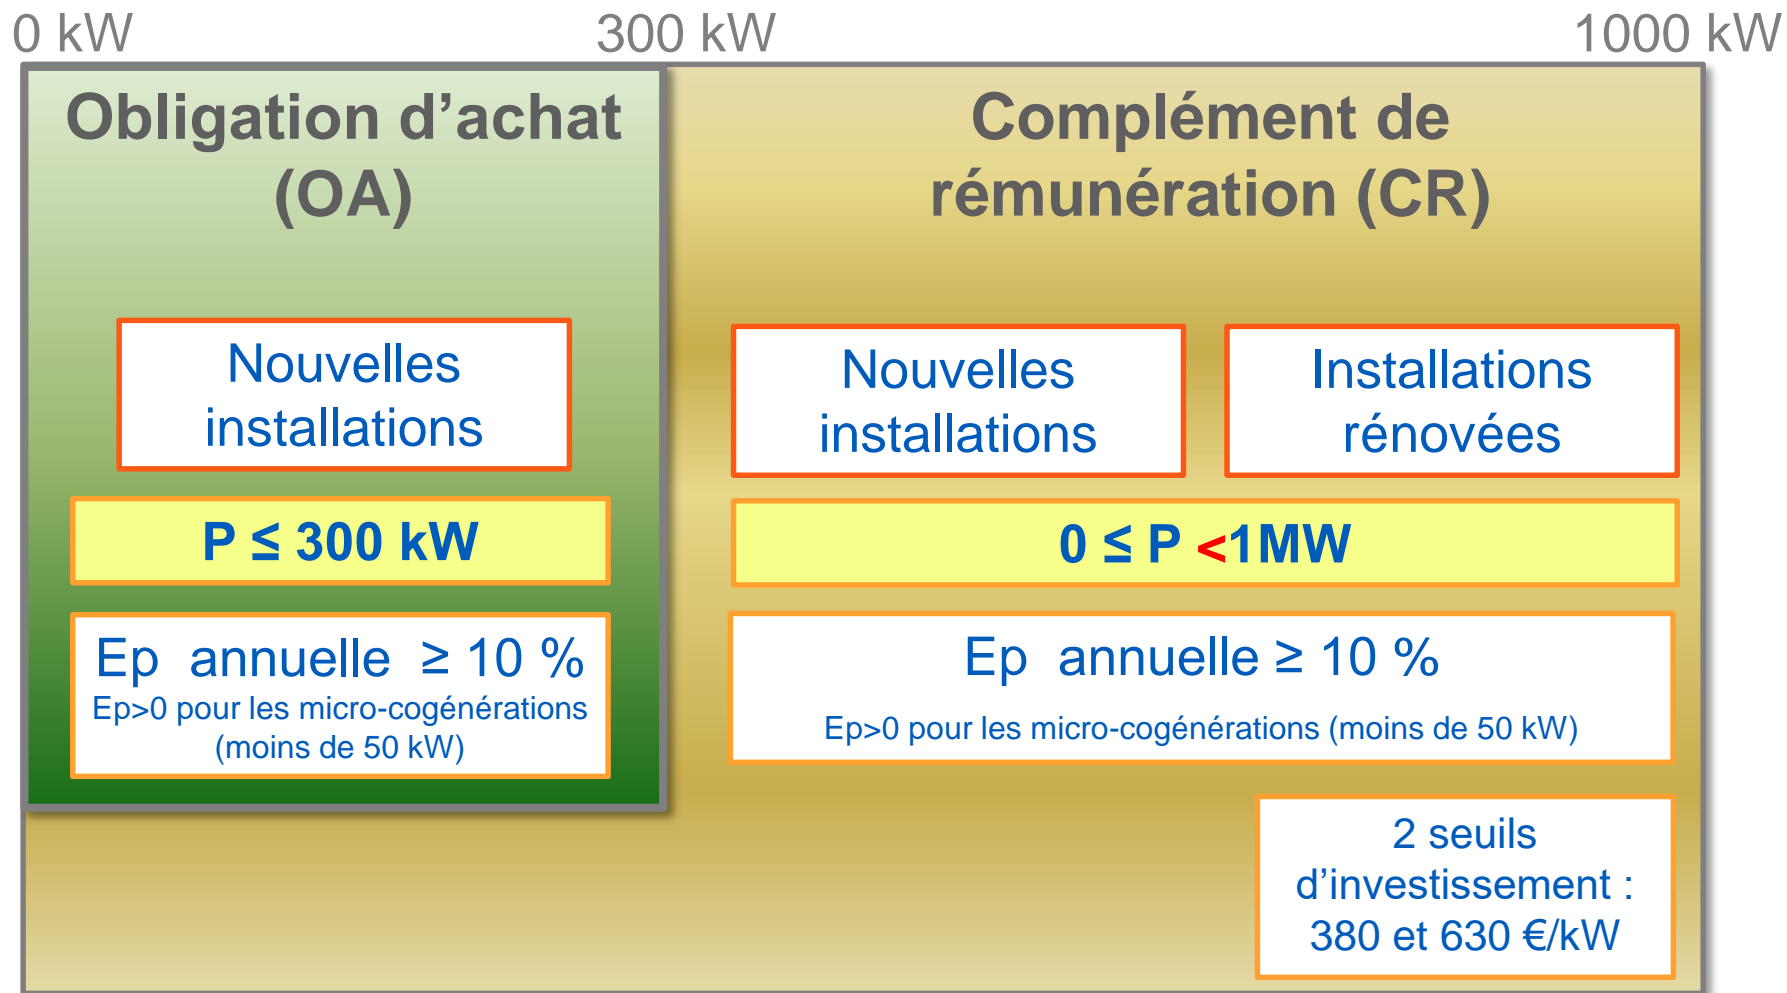 0 kW
300 kW
1000 kW
Obligation d’achat
(OA)
Nouvelles
installations
P ≤ 300 kW
Ep annuelle ≥ 10 %
Ep>0 pour les micro-cogénérations
(moins de 50 kW)
Complément de
rémunération (CR)
Nouvelles
installations
Installations
rénovées
0 ≤ P <1MW
Ep annuelle ≥ 10 %
Ep>0 pour les micro-cogénérations (moins de 50 kW)
2 seuils
d’investissement :
380 et 630 €/kW